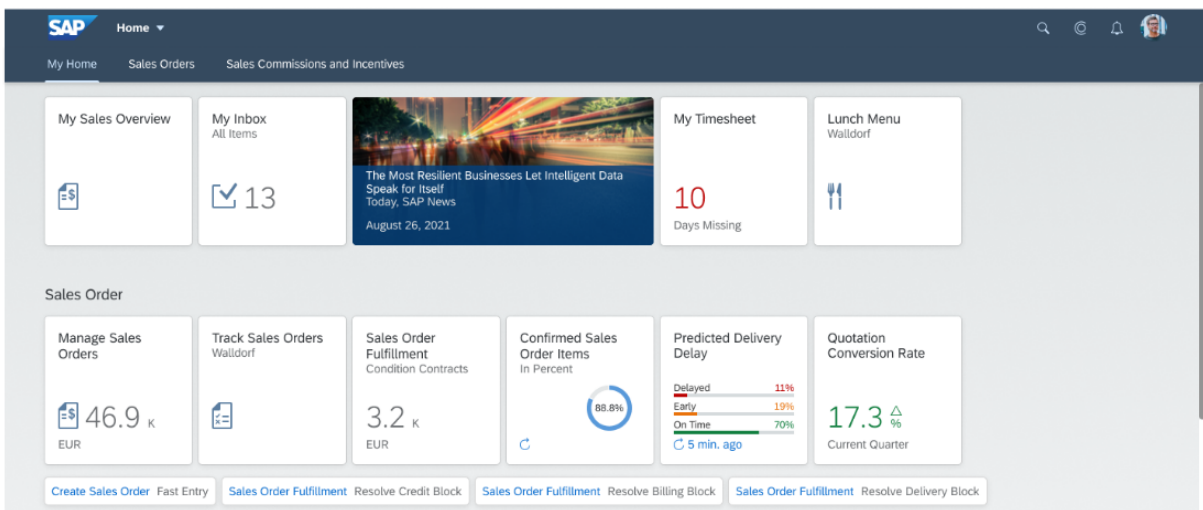 SAP Home
My Home Sales Orders Sales Commissions and Incentives
My Sales Overview
My Inbox
All Items
13
The Most Resilient Businesses Let Intelligent Data
Speak for Itself
Today, SAP News
August 26, 2021
My Timesheet
10
Days Missing
Lunch Menu
Walldorf
Sales Order
Manage Sales
Orders
46.9 K
EUR
Track Sales Orders
Walldorf
Sales Order
Fulfillment
Condition Contracts
3.2 K
EUR
Confirmed Sales
Order Items
In Percent
88.8%
Predicted Delivery
Delay
Delayed 11%
Early 19%
On Time 70%
5 min. ago
Quotation
Conversion Rate
17.3 %
Current Quarter
Create Sales Order Fast Entry
Sales Order Fulfillment Resolve Credit Block
Sales Order Fulfillment Resolve Billing Block
Sales Order Fulfillment Resolve Delivery Block